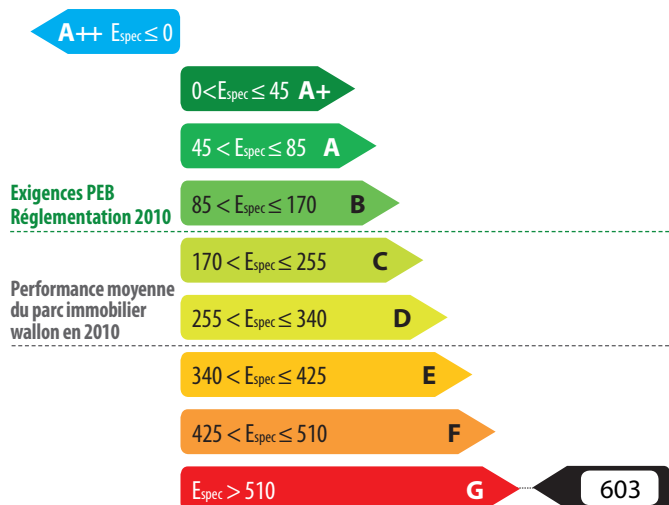 A++ Espec ≤ 0
0<Espec ≤ 45 A+
45 < Espec ≤ 85 A
Exigences PEB
Réglementation 2010
85 < Espec ≤ 170 B
170 < Espec ≤ 255 C
Performance moyenne
du parc immobilier
wallon en 2010
255 < Espec ≤ 340 D
340 < Espec ≤ 425 E
425 < Espec ≤ 510 F
Espec > 510 G 603